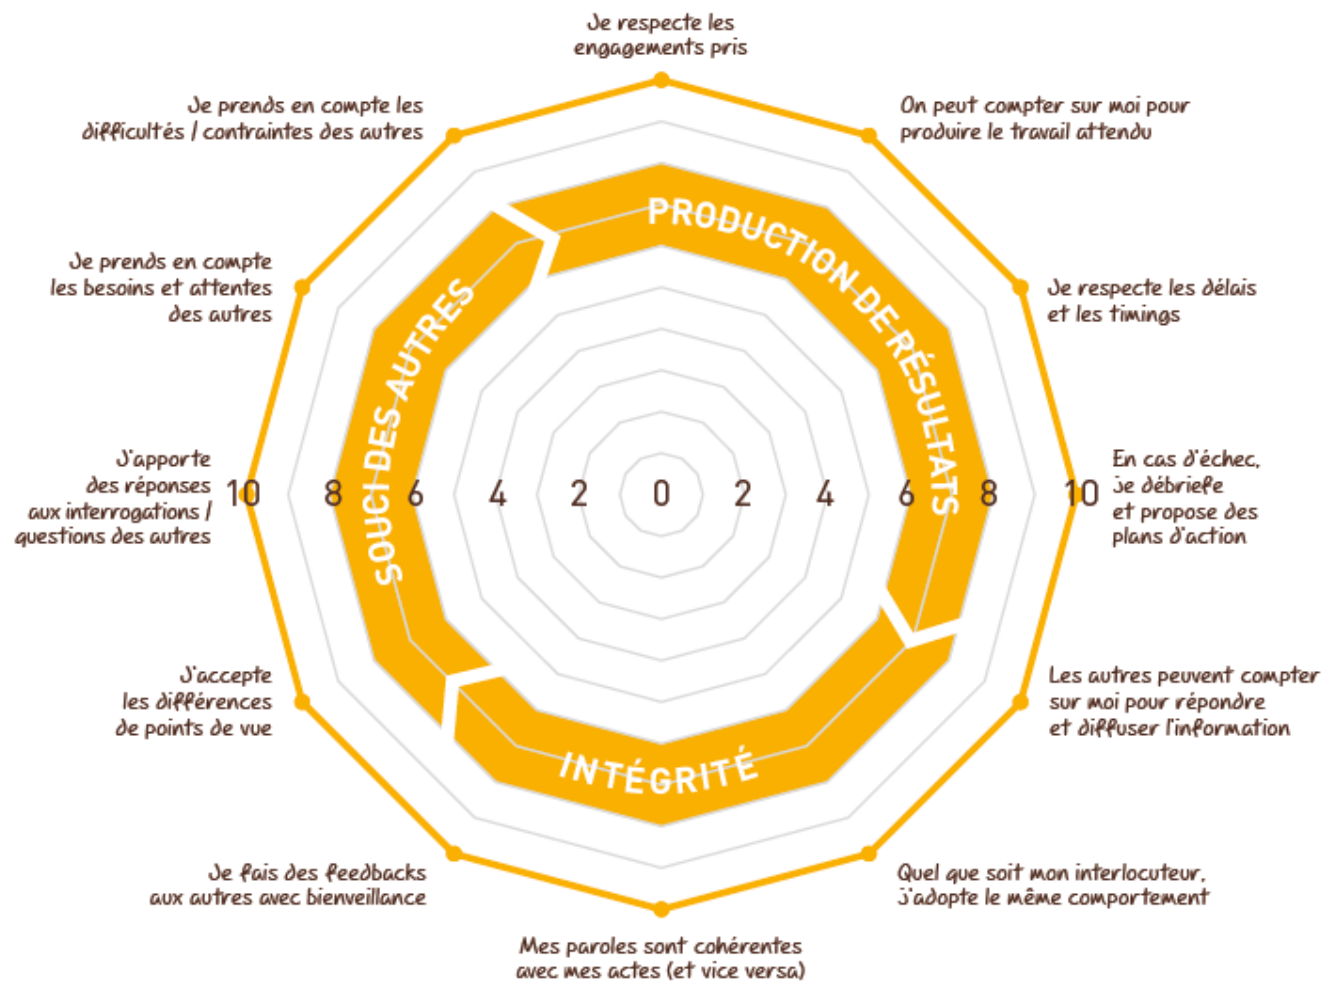 Je respecte les
engagements pris
On peut compter sur moi pour
produire le travail attendu
Je respecte les délais
et les timings
En cas d'échec,
je débriefe
et propose des
plans d'action
Les autres peuvent compter
sur moi pour répondre
et diffuser l'information
Quel que soit mon interlocuteur,
j'adopte le même comportement
Mes paroles sont cohérentes
avec mes actes (et vice versa)
Je fais des feedbacks
aux autres avec bienveillance
J'accepte
les différences
de points de vue
J'apporte
des réponses
aux interrogations /
questions des autres
Je prends en compte
les besoins et attentes
des autres
Je prends en compte les
difficultés / contraintes des autres
PRODUCTION DE RÉSULTATS
INTÉGRITÉ
SOUCI DES AUTRES
10 8 6 4 2 0 2 4 6 8 10